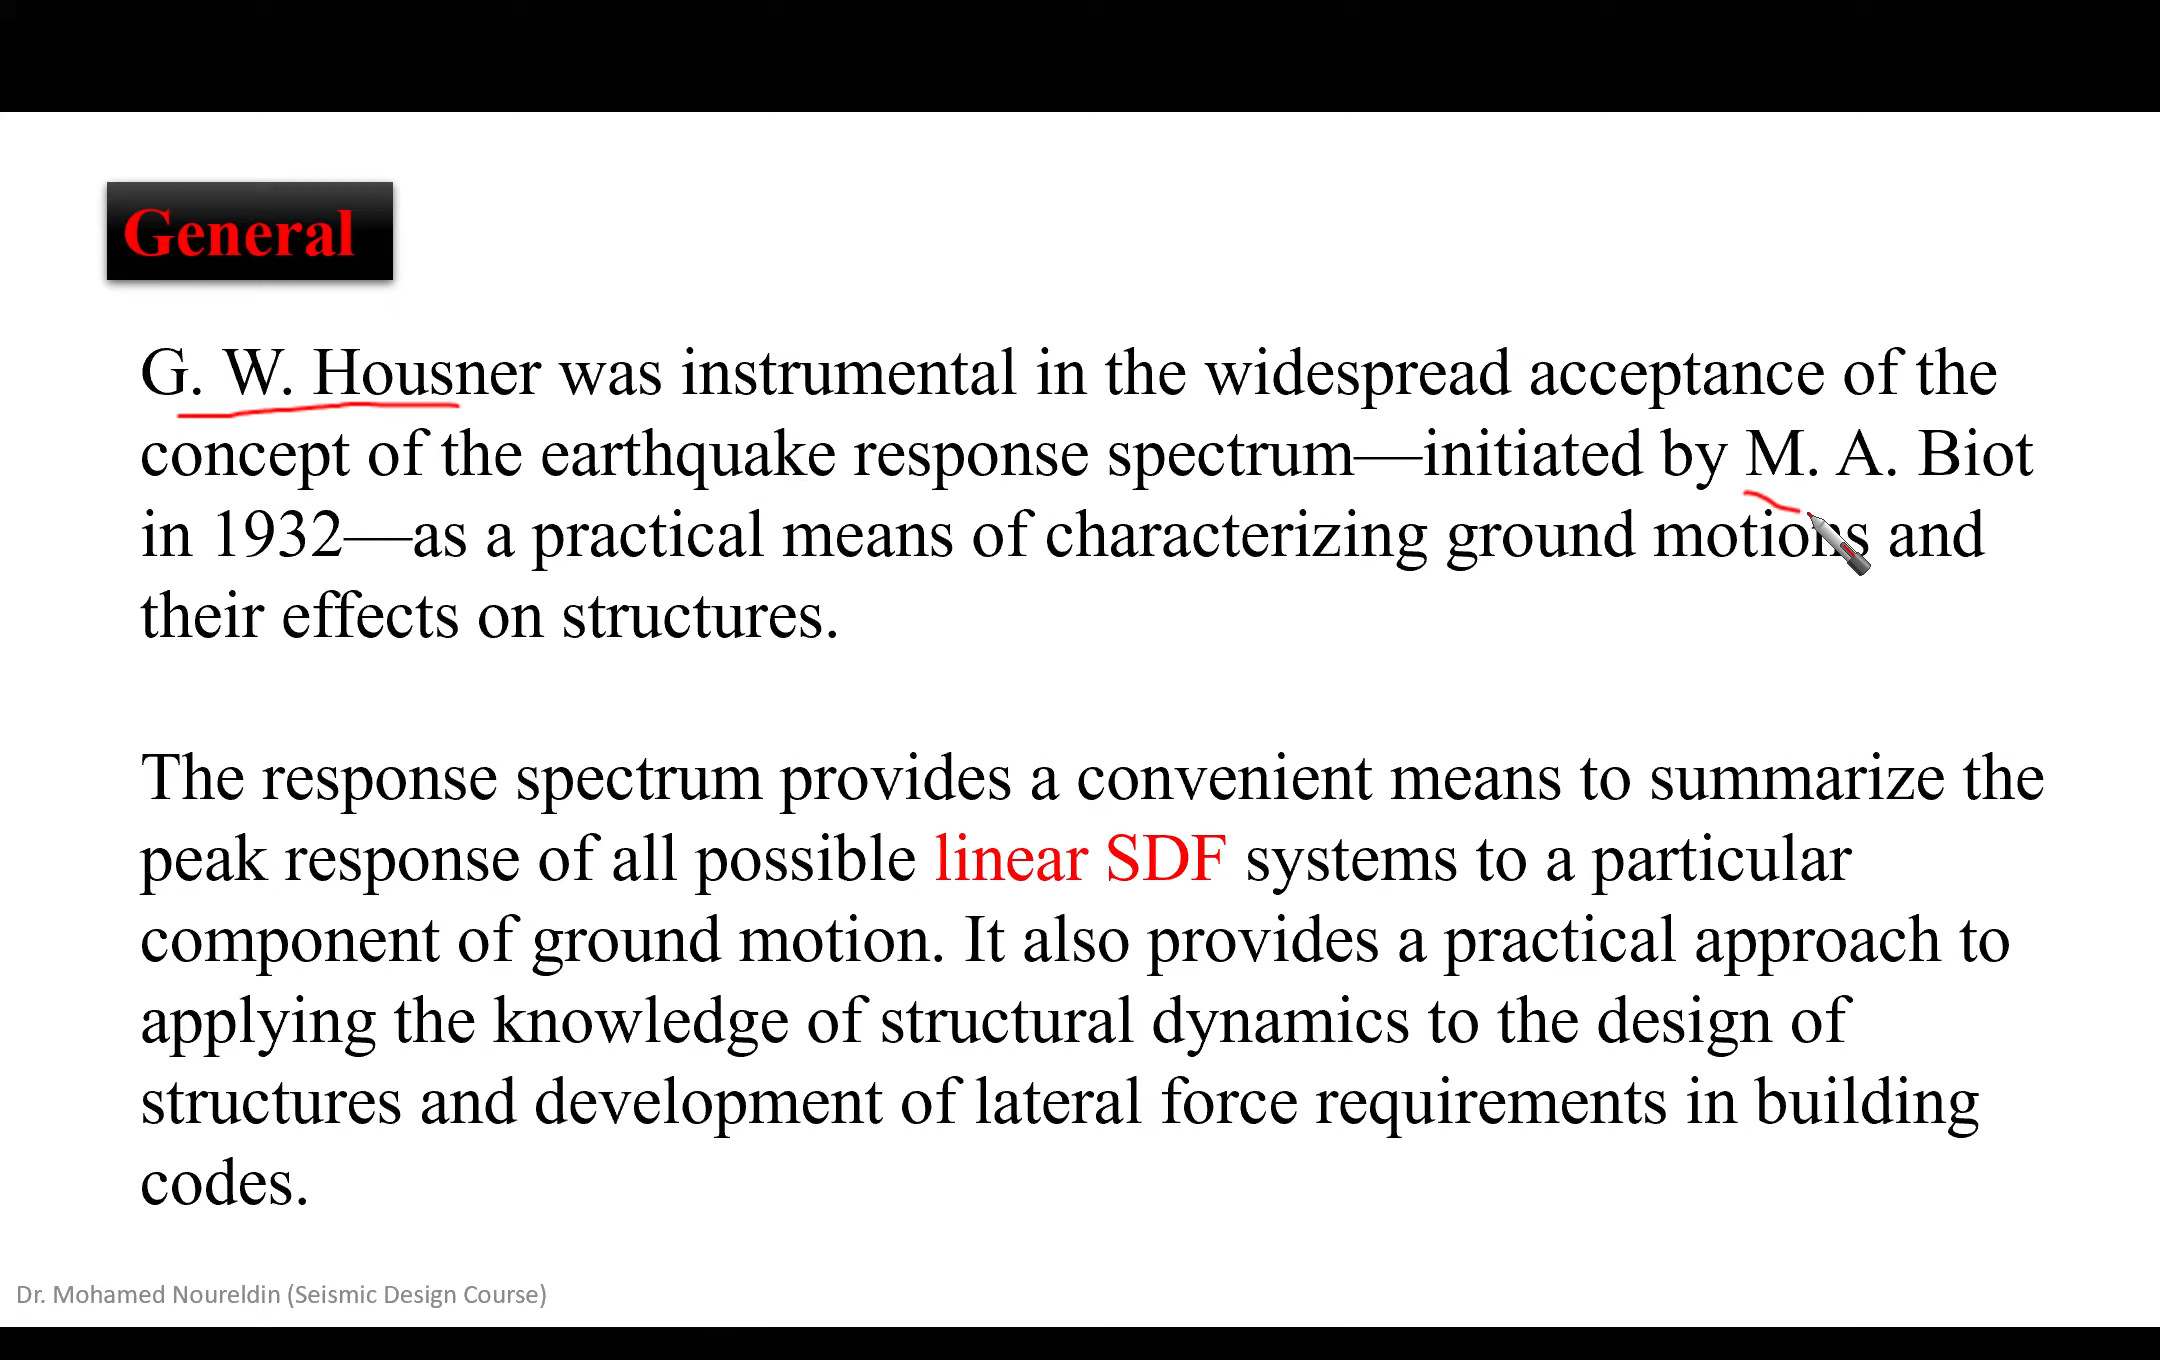 General
G. W. Housner was instrumental in the widespread acceptance of the
concept of the earthquake response spectrum—initiated by M. A. Biot
in 1932—as a practical means of characterizing ground motions and
their effects on structures.
The response spectrum provides a convenient means to summarize the
peak response of all possible linear SDF systems to a particular
component of ground motion. It also provides a practical approach to
applying the knowledge of structural dynamics to the design of
structures and development of lateral force requirements in building
codes.
Dr. Mohamed Noureldin (Seismic Design Course)